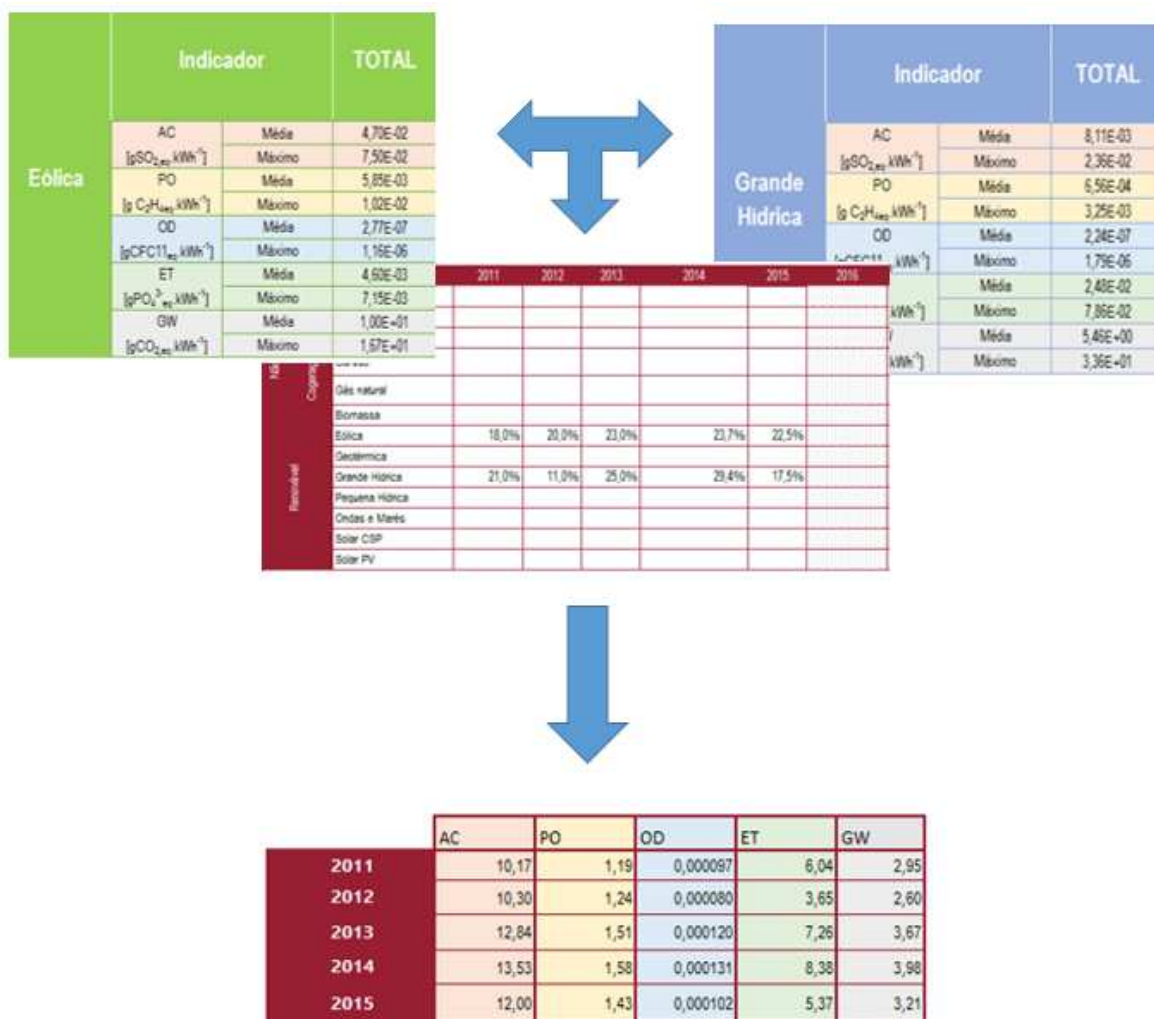 Indicador TOTAL
Eólica
AC Média 4,70E-02
[gSO2,eq kWh-1] Máximo 7,50E-02
PO Média 5,85E-03
[g C2H4eq kWh-1] Máximo 1,02E-02
OD Média 2,77E-07
[gCFC11eq kWh-1] Máximo 1,16E-06
ET Média 4,60E-03
[gPO43-eq kWh-1] Máximo 7,15E-03
GW Média 1,00E+01
[gCO2,eq kWh-1] Máximo 1,67E+01
Indicador TOTAL
Grande
Hídrica
AC Média 8,11E-03
[gSO2,eq kWh-1] Máximo 2,36E-02
PO Média 6,56E-04
[g C2H4eq kWh-1] Máximo 3,25E-03
OD Média 2,24E-07
kWh-1] Máximo 1,79E-06
Média 2,48E-02
kWh-1] Máximo 7,86E-02
Média 5,46E+00
kWh-1] Máximo 3,36E+01
2011 2012 2013 2014 2015 2016
Gás natural
Biomassa
Eólica 18,0% 20,0% 23,0% 23,7% 22,5%
Geotérmica
Grande Hídrica 21,0% 11,0% 25,0% 29,4% 17,5%
Pequena Hídrica
Ondas e Marés
Solar CSP
Solar PV
Renovável
AC PO OD ET GW
2011 10,17 1,19 0,000097 6,04 2,95
2012 10,30 1,24 0,000080 3,65 2,60
2013 12,84 1,51 0,000120 7,26 3,67
2014 13,53 1,58 0,000131 8,38 3,98
2015 12,00 1,43 0,000102 5,37 3,21